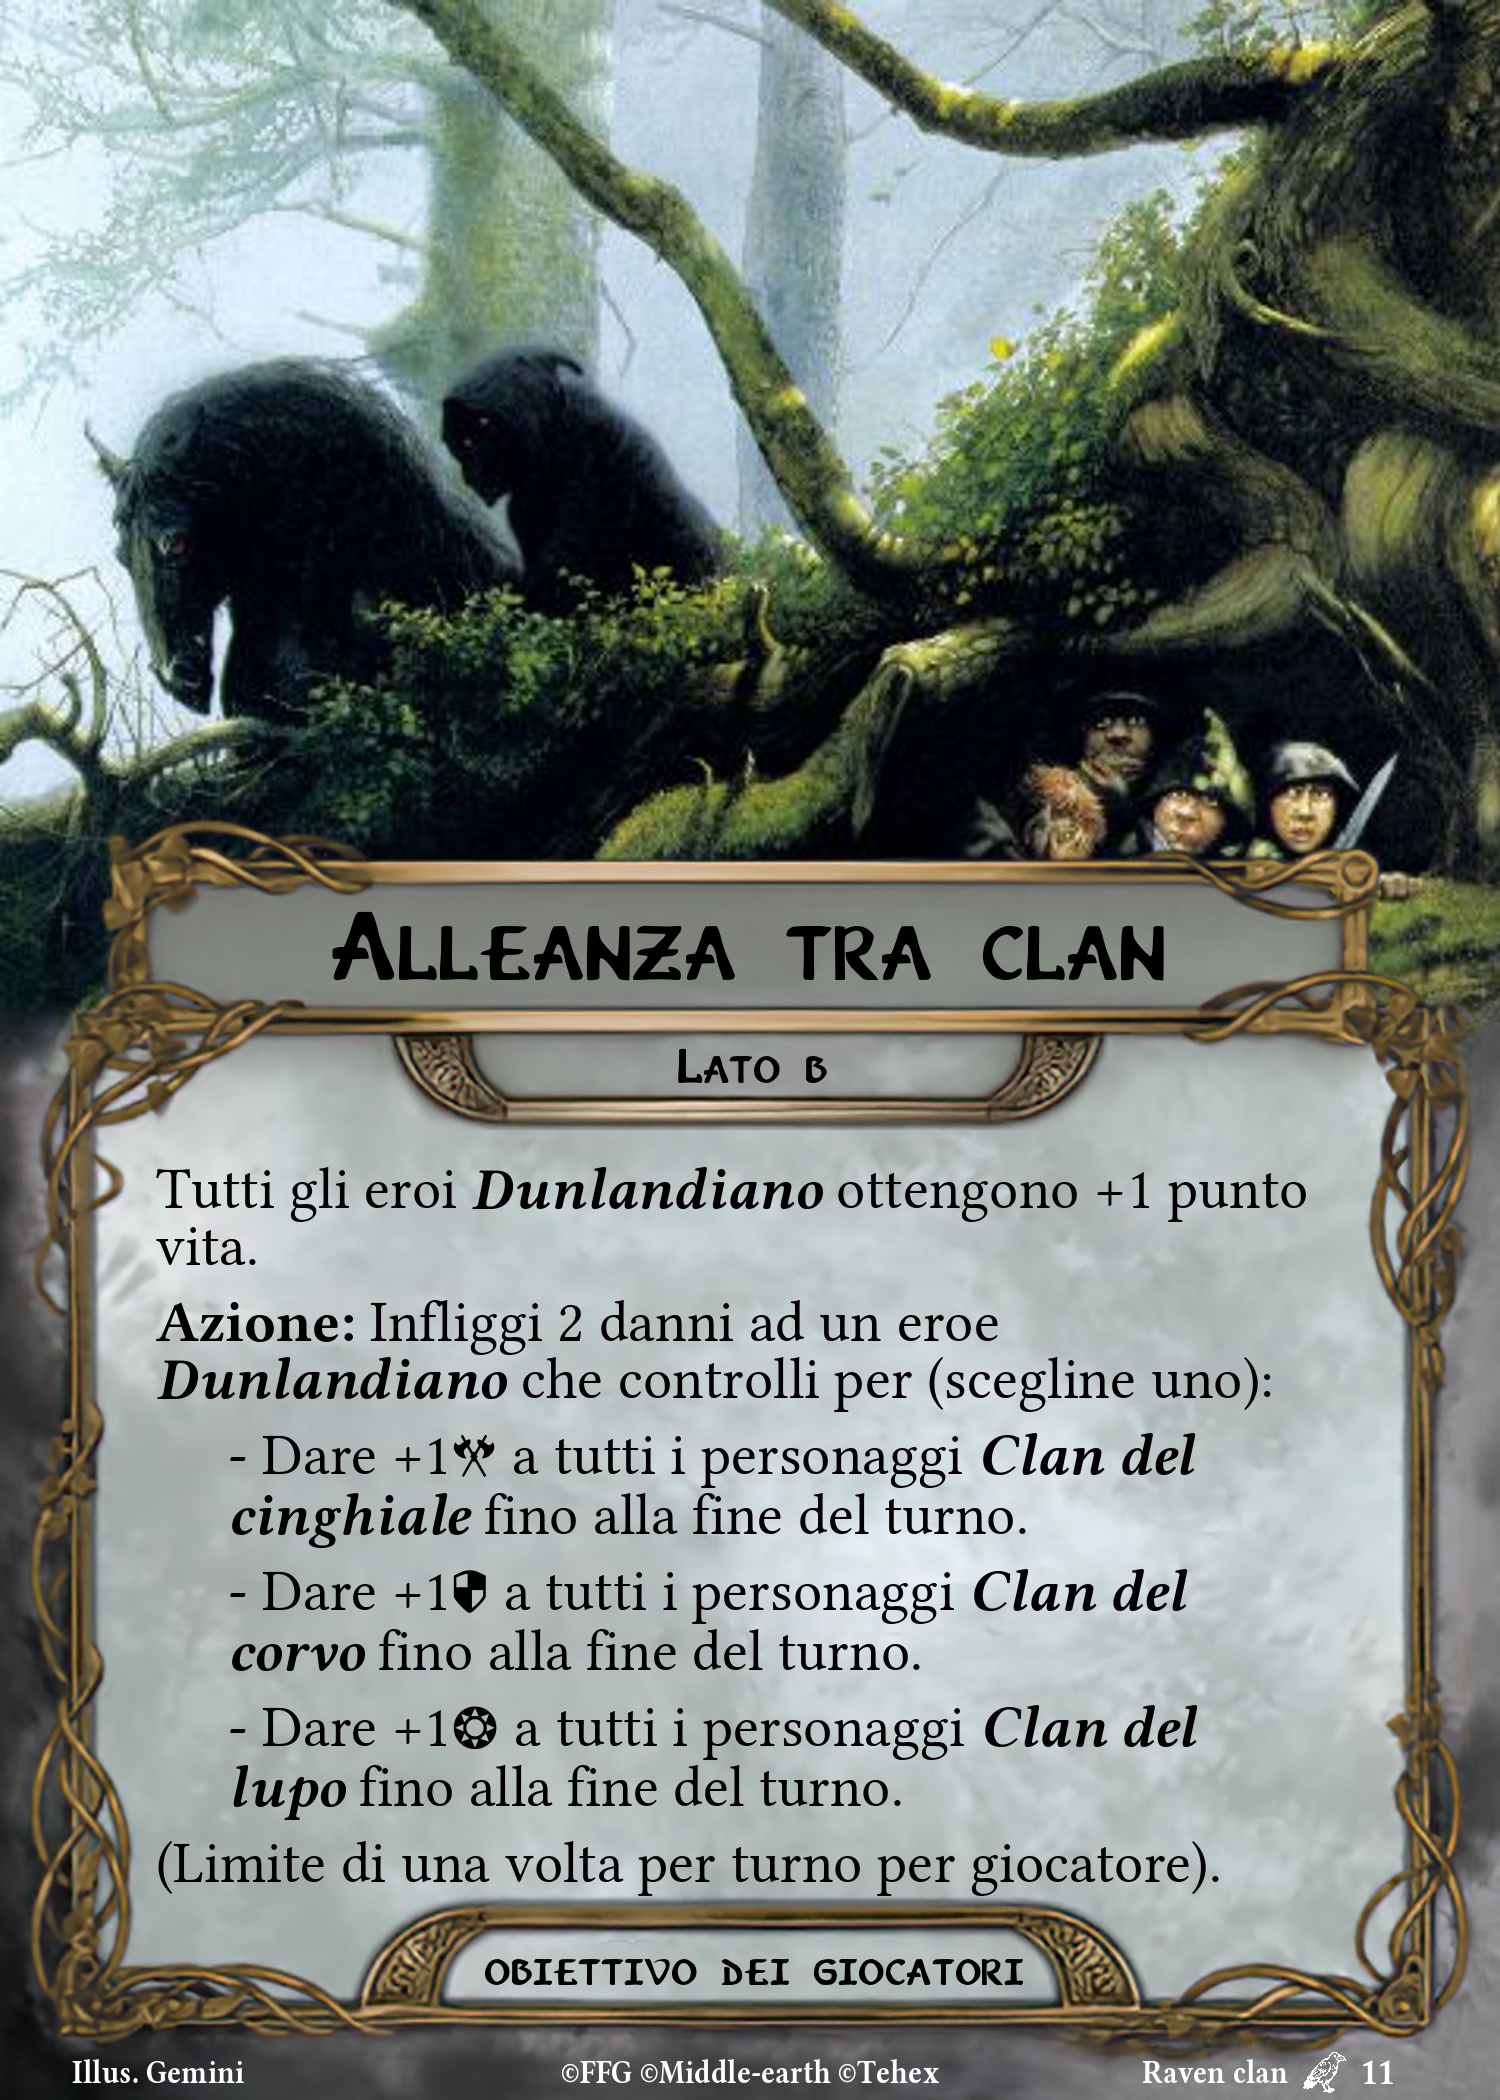 Alleanza tra clan
Lato B
Tutti gli eroi Dunlandiano ottengono +1 punto
vita.
Azione: Infliggi 2 danni ad un eroe
Dunlandiano che controlli per (scegline uno):
- Dare +1 a tutti i personaggi Clan del
cinghiale fino alla fine del turno.
- Dare +1 a tutti i personaggi Clan del
corvo fino alla fine del turno.
- Dare +1 a tutti i personaggi Clan del
lupo fino alla fine del turno.
(Limite di una volta per turno per giocatore).
OBIETTIVO DEI GIOCATORI
Illus. Gemini ©FFG ©Middle-earth ©Tehex Raven clan 11